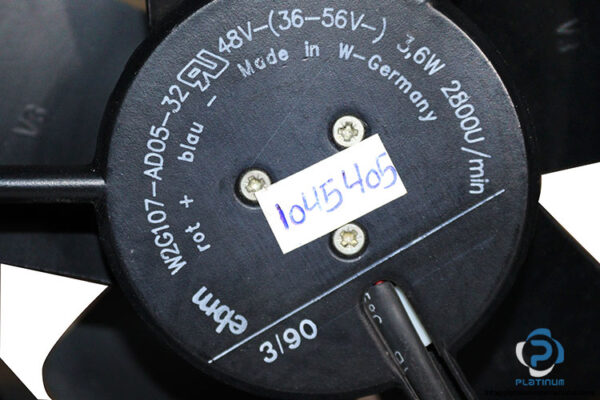 ebm W2G107-AD05-32 48V-(36-56V-) 3,6W 2800U/min
rot + blau - Made in W-Germany
1045405
3/90
PLATINUM